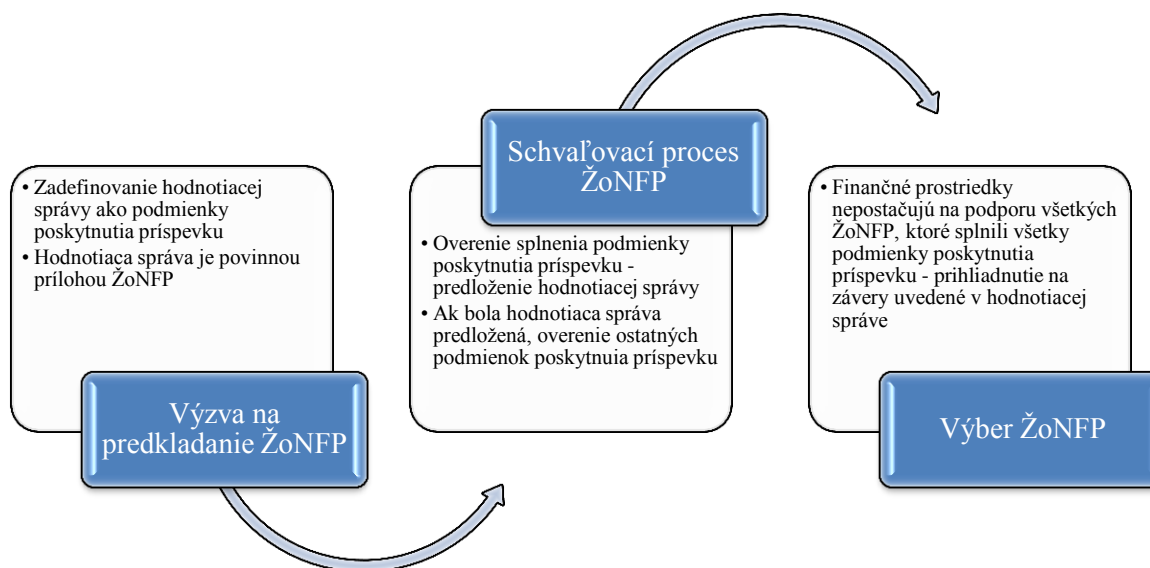 • Zadefinovanie hodnotiacej
správy ako podmienky
poskytnutia príspevku
• Hodnotiaca správa je povinnou
prílohou ŽoNFP
Výzva na
predkladanie ŽoNFP
Schvaľovací proces
ŽoNFP
• Overenie splnenia podmienky
poskytnutia príspevku -
predloženie hodnotiacej správy
• Ak bola hodnotiaca správa
predložená, overenie ostatných
podmienok poskytnuia príspevku
• Finančné prostriedky
nepostačujú na podporu všetkých
ŽoNFP, ktoré splnili všetky
podmienky poskytnutia
príspevku - prihliadnutie na
závery uvedené v hodnotiacej
správe
Výber ŽoNFP